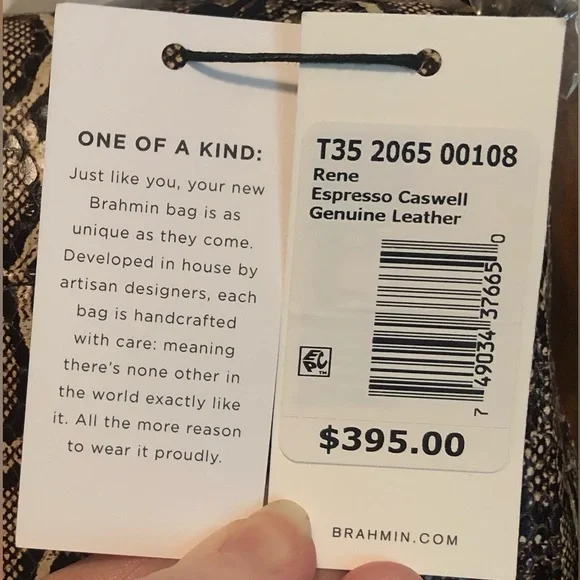 ONE OF A KIND:
Just like you, your new
Brahmin bag is as
unique as they come.
Developed in house by
artisan designers, each
bag is handcrafted
with care: meaning
there's none other in
the world exactly like
it. All the more reason
to wear it proudly.
T35 2065 00108
Rene
Espresso Caswell
Genuine Leather
7 49034 37665 0
EPC™
$395.00
BRAHMIN.COM